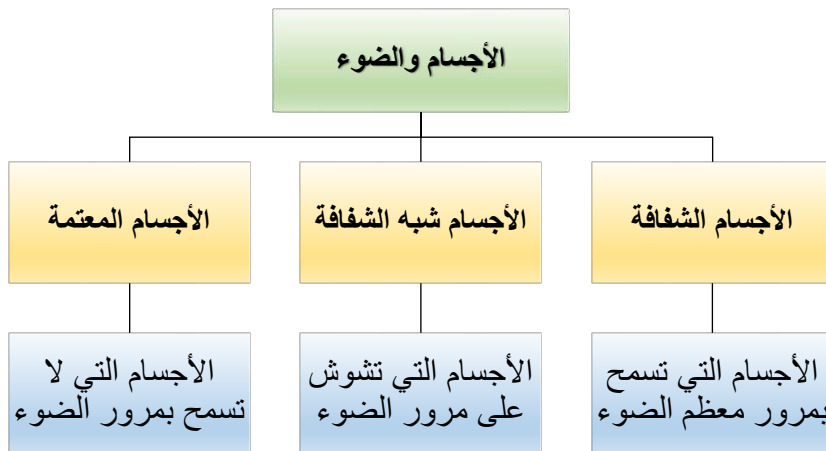 الأجسام والضوء
الأجسام الشفافة
الأجسام شبه الشفافة
الأجسام المعتمة
الأجسام التي تسمح
بمرور معظم الضوء
الأجسام التي تشوش
على مرور الضوء
الأجسام التي لا
تسمح بمرور الضوء